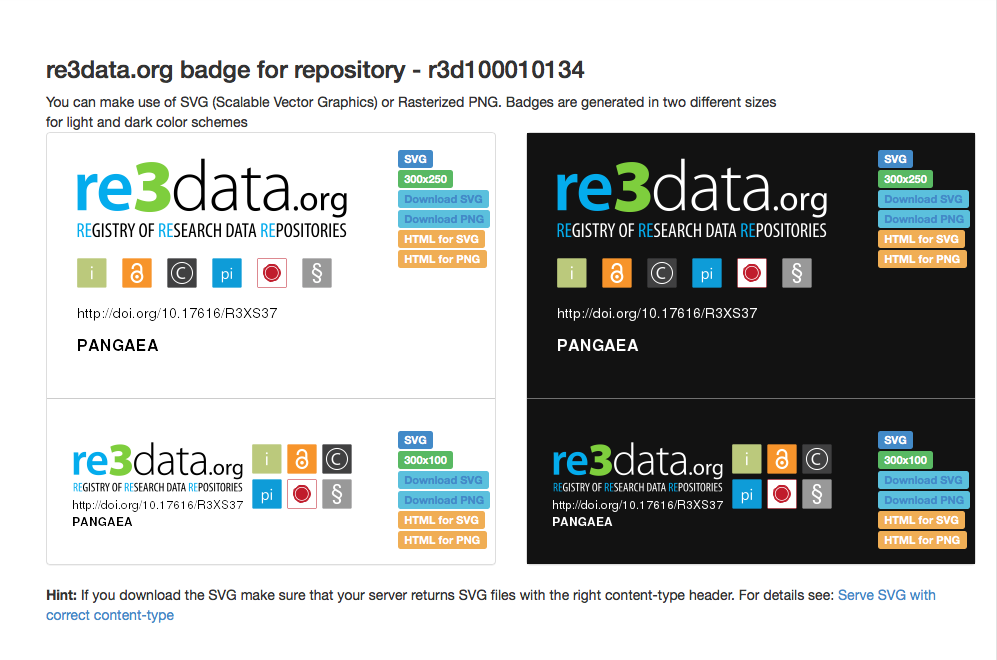 re3data.org badge for repository - r3d100010134
You can make use of SVG (Scalable Vector Graphics) or Rasterized PNG. Badges are generated in two different sizes
for light and dark color schemes
re3data.org
REGISTRY OF RESEARCH DATA REPOSITORIES
i
©
pi
§
http://doi.org/10.17616/R3XS37
PANGAEA
SVG
300x250
Download SVG
Download PNG
HTML for SVG
HTML for PNG
re3data.org
REGISTRY OF RESEARCH DATA REPOSITORIES
i
©
pi
§
http://doi.org/10.17616/R3XS37
PANGAEA
SVG
300x250
Download SVG
Download PNG
HTML for SVG
HTML for PNG
re3data.org
REGISTRY OF RESEARCH DATA REPOSITORIES
http://doi.org/10.17616/R3XS37
PANGAEA
i
©
pi
§
SVG
300x100
Download SVG
Download PNG
HTML for SVG
HTML for PNG
re3data.org
REGISTRY OF RESEARCH DATA REPOSITORIES
http://doi.org/10.17616/R3XS37
PANGAEA
i
©
pi
§
SVG
300x100
Download SVG
Download PNG
HTML for SVG
HTML for PNG
Hint: If you download the SVG make sure that your server returns SVG files with the right content-type header. For details see: Serve SVG with
correct content-type